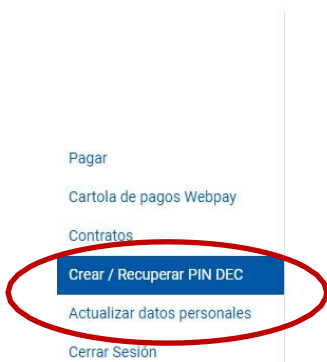 Pagar
Cartola de pagos Webpay
Contratos
Crear / Recuperar PIN DEC
Actualizar datos personales
Cerrar Sesión